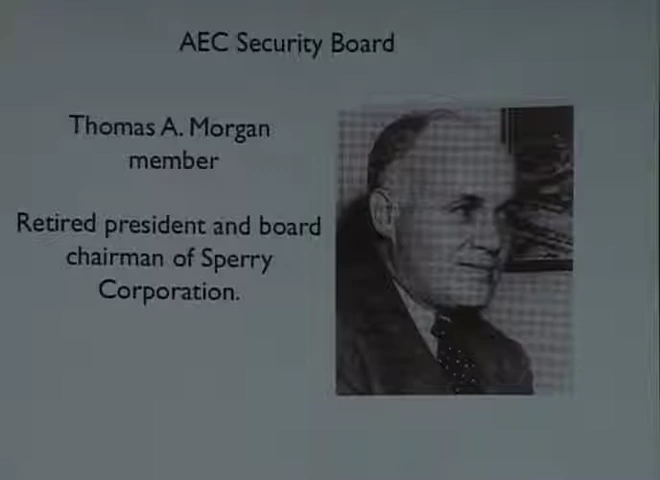 AEC Security Board
Thomas A. Morgan
member
Retired president and board
chairman of Sperry
Corporation.